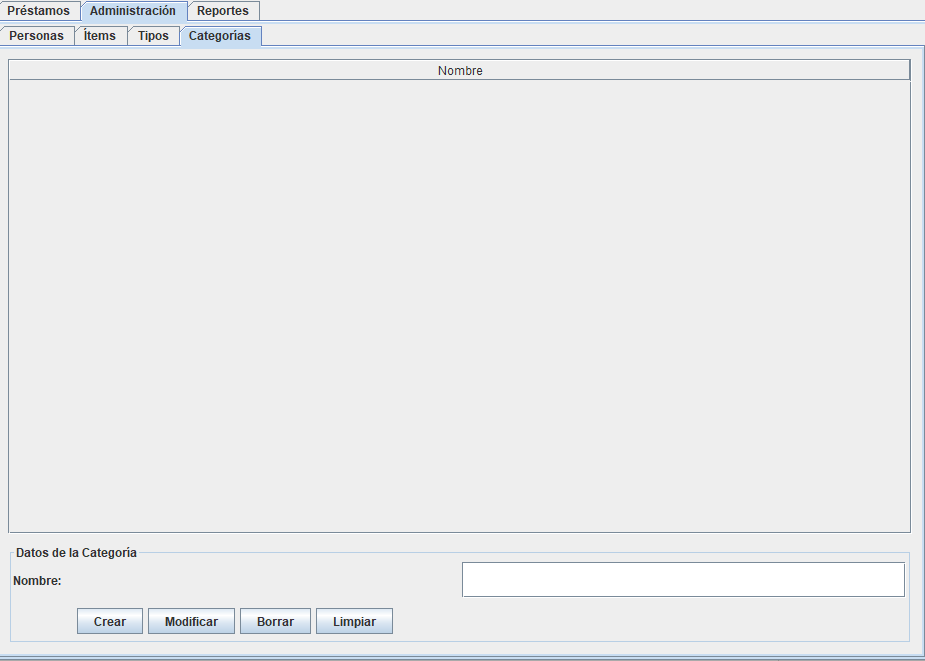 Préstamos Administración Reportes
Personas Ítems Tipos Categorías
Nombre
Datos de la Categoría
Nombre:
Crear Modificar Borrar Limpiar